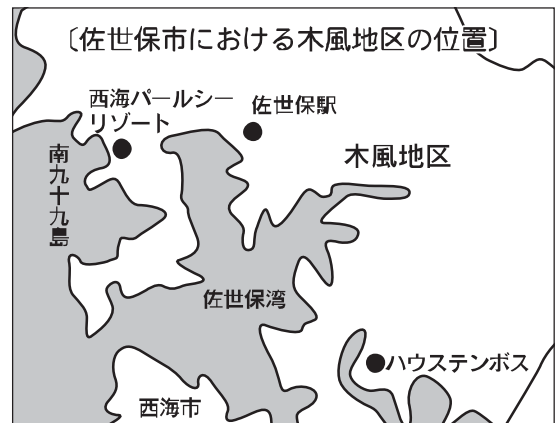 〔佐世保市における木風地区の位置〕
西海パールシー
リゾート
佐世保駅
木風地区
南九十九島
佐世保湾
ハウステンボス
西海市